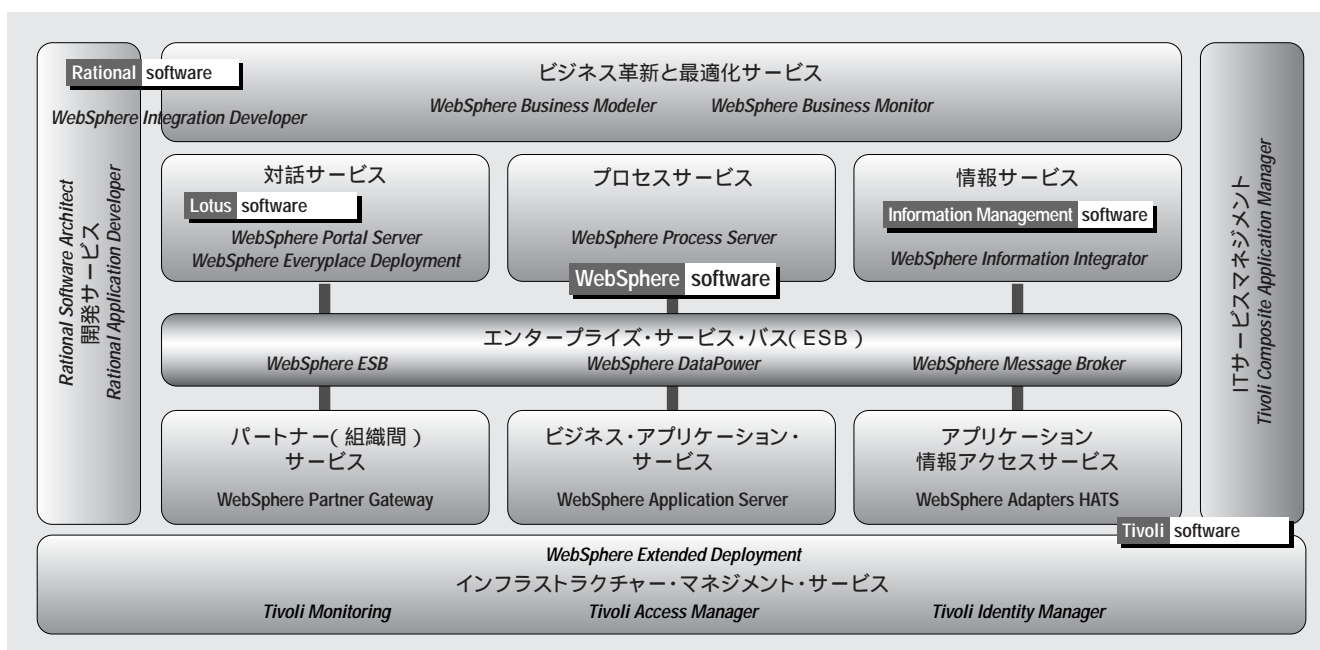 Rational software
WebSphere Integration Developer
Rational Software Architect
開発サービス
Rational Application Developer
ビジネス革新と最適化サービス
WebSphere Business Modeler WebSphere Business Monitor
対話サービス
Lotus software
WebSphere Portal Server
WebSphere Everyplace Deployment
プロセスサービス
WebSphere Process Server
WebSphere software
情報サービス
Information Management software
WebSphere Information Integrator
エンタープライズ・サービス・バス(ESB)
WebSphere ESB WebSphere DataPower WebSphere Message Broker
パートナー(組織間)
サービス
WebSphere Partner Gateway
ビジネス・アプリケーション・
サービス
WebSphere Application Server
アプリケーション
情報アクセスサービス
WebSphere Adapters HATS
ITサービスマネジメント
Tivoli Composite Application Manager
Tivoli software
WebSphere Extended Deployment
インフラストラクチャー・マネジメント・サービス
Tivoli Monitoring Tivoli Access Manager Tivoli Identity Manager